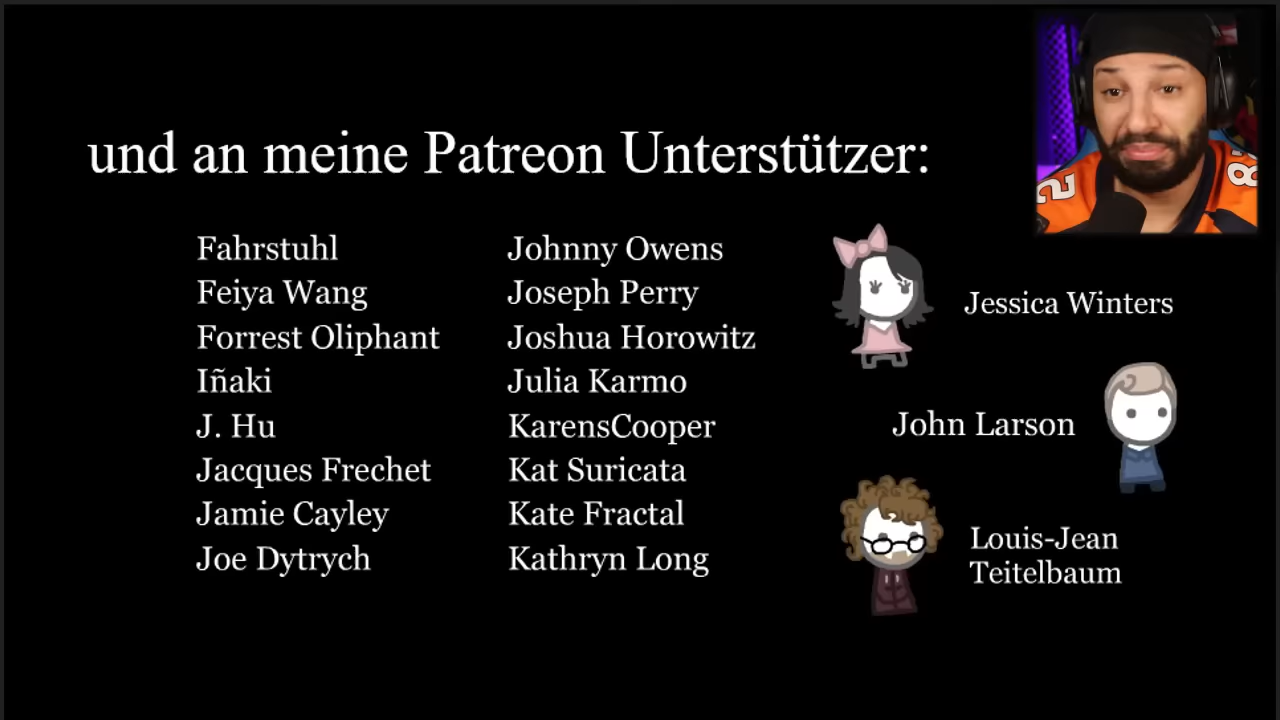 und an meine Patreon Unterstützer:
Fahrstuhl
Feiya Wang
Forrest Oliphant
Iñaki
J. Hu
Jacques Frechet
Jamie Cayley
Joe Dytrych
Johnny Owens
Joseph Perry
Joshua Horowitz
Julia Karmo
KarensCooper
Kat Suricata
Kate Fractal
Kathryn Long
Jessica Winters
John Larson
Louis-Jean
Teitelbaum